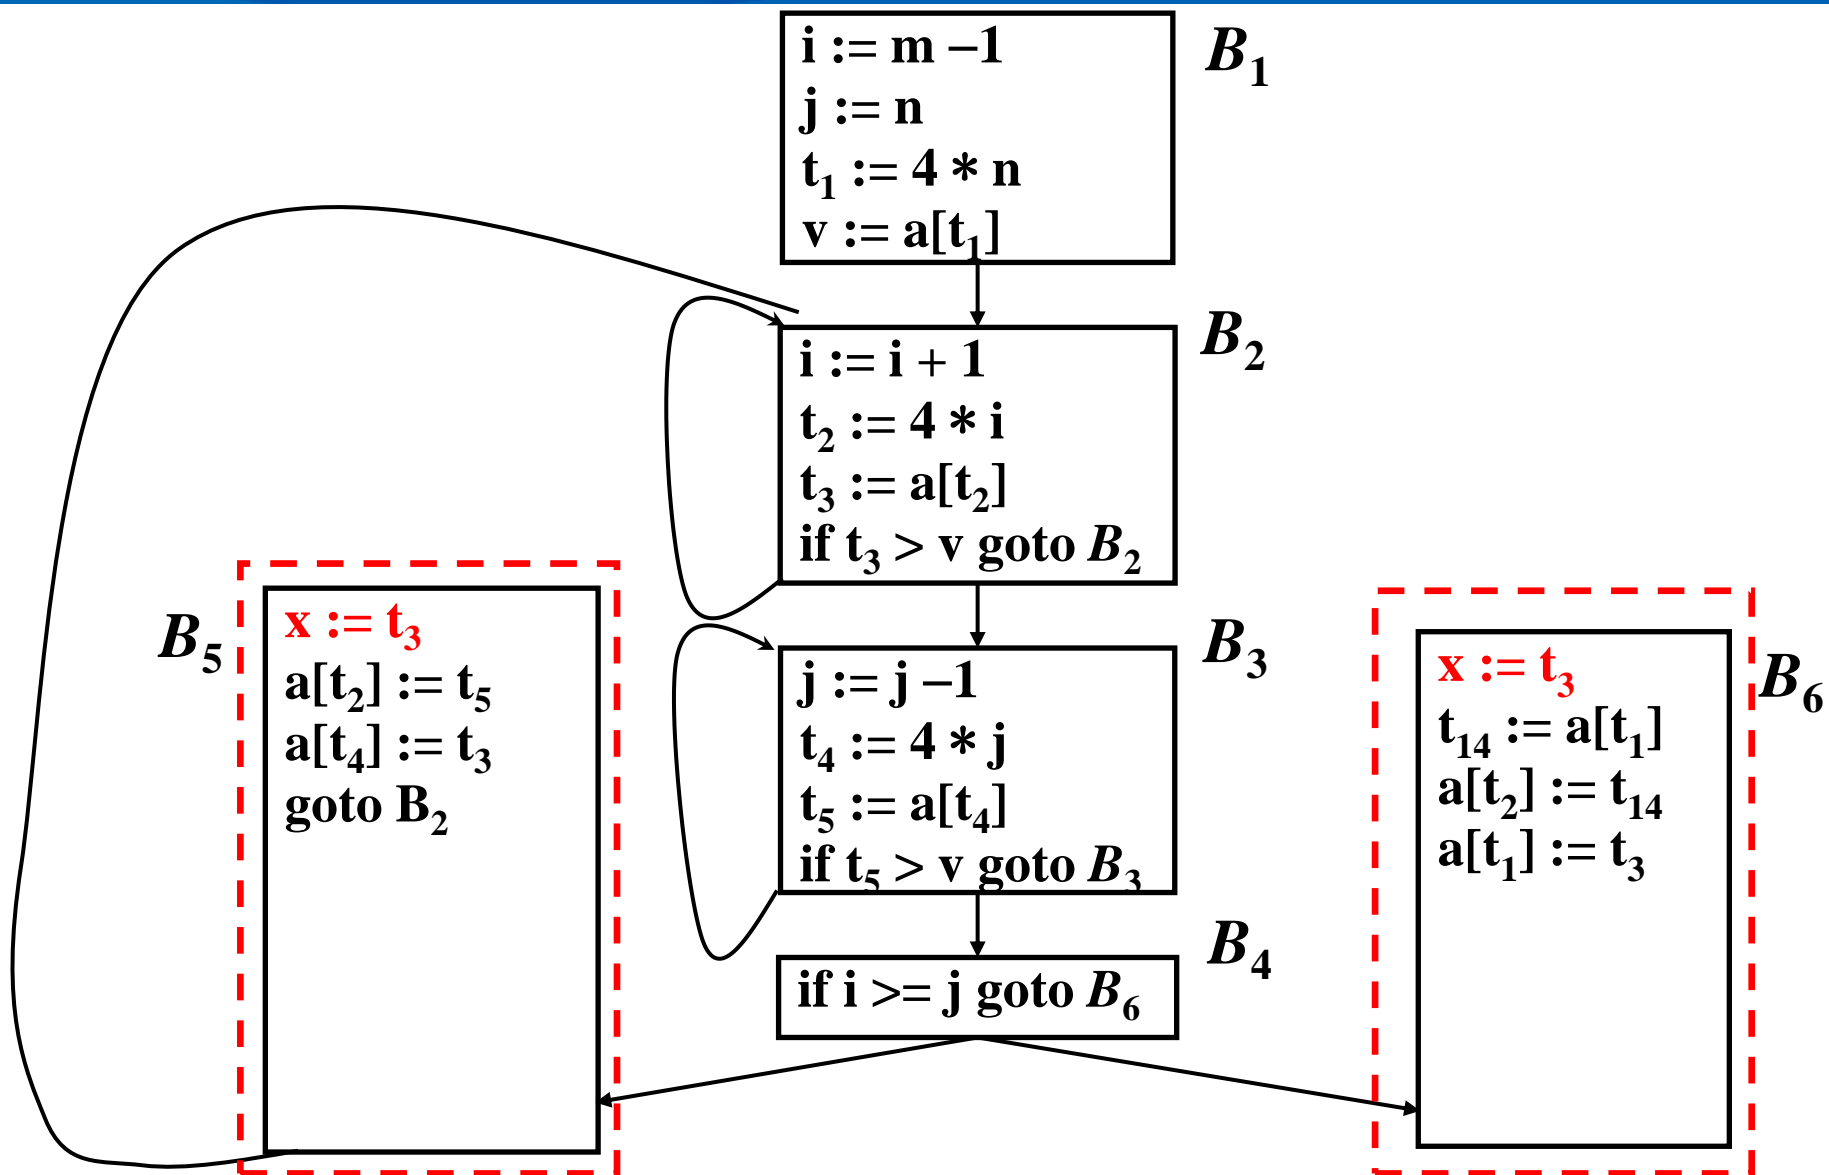 i := m –1
j := n
t1 := 4 * n
v := a[t1]
B1
i := i + 1
t2 := 4 * i
t3 := a[t2]
if t3 > v goto B2
B2
j := j –1
t4 := 4 * j
t5 := a[t4]
if t5 > v goto B3
B3
if i >= j goto B6
B4
B5
x := t3
a[t2] := t5
a[t4] := t3
goto B2
x := t3
t14 := a[t1]
a[t2] := t14
a[t1] := t3
B6